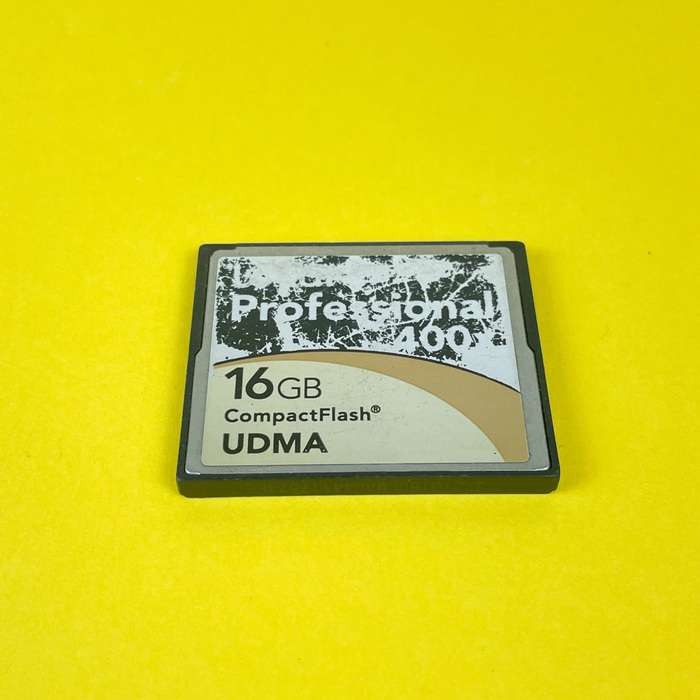 Professional
400
16GB
CompactFlash®
UDMA